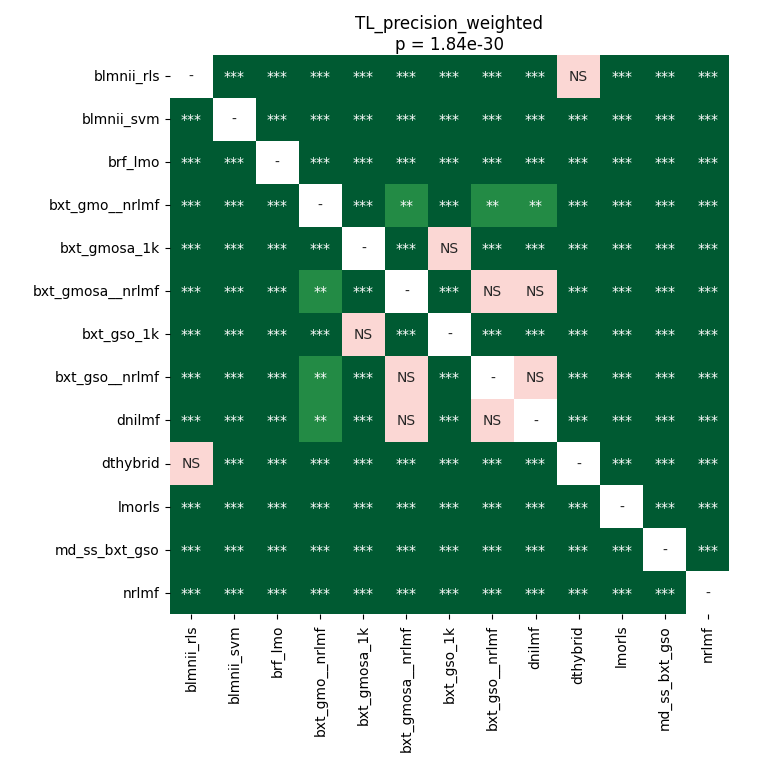 TL_precision_weighted
p = 1.84e-30
blmnii_rls - *** *** *** *** *** *** *** *** NS *** *** ***
blmnii_svm *** - *** *** *** *** *** *** *** *** *** *** ***
brf_lmo *** *** - *** *** *** *** *** *** *** *** *** ***
bxt_gmo__nrlmf *** *** *** - *** ** *** ** ** *** *** *** ***
bxt_gmosa_1k *** *** *** *** - *** NS *** *** *** *** *** ***
bxt_gmosa__nrlmf *** *** *** ** *** - *** NS NS *** *** *** ***
bxt_gso_1k *** *** *** *** NS *** - *** *** *** *** *** ***
bxt_gso__nrlmf *** *** *** ** *** NS *** - NS *** *** *** ***
dnilmf *** *** *** ** *** NS *** NS - *** *** *** ***
dthybrid NS *** *** *** *** *** *** *** *** - *** *** ***
lmorls *** *** *** *** *** *** *** *** *** *** - *** ***
md_ss_bxt_gso *** *** *** *** *** *** *** *** *** *** *** - ***
nrlmf *** *** *** *** *** *** *** *** *** *** *** *** -
blmnii_rls
blmnii_svm
brf_lmo
bxt_gmo__nrlmf
bxt_gmosa_1k
bxt_gmosa__nrlmf
bxt_gso_1k
bxt_gso__nrlmf
dnilmf
dthybrid
lmorls
md_ss_bxt_gso
nrlmf